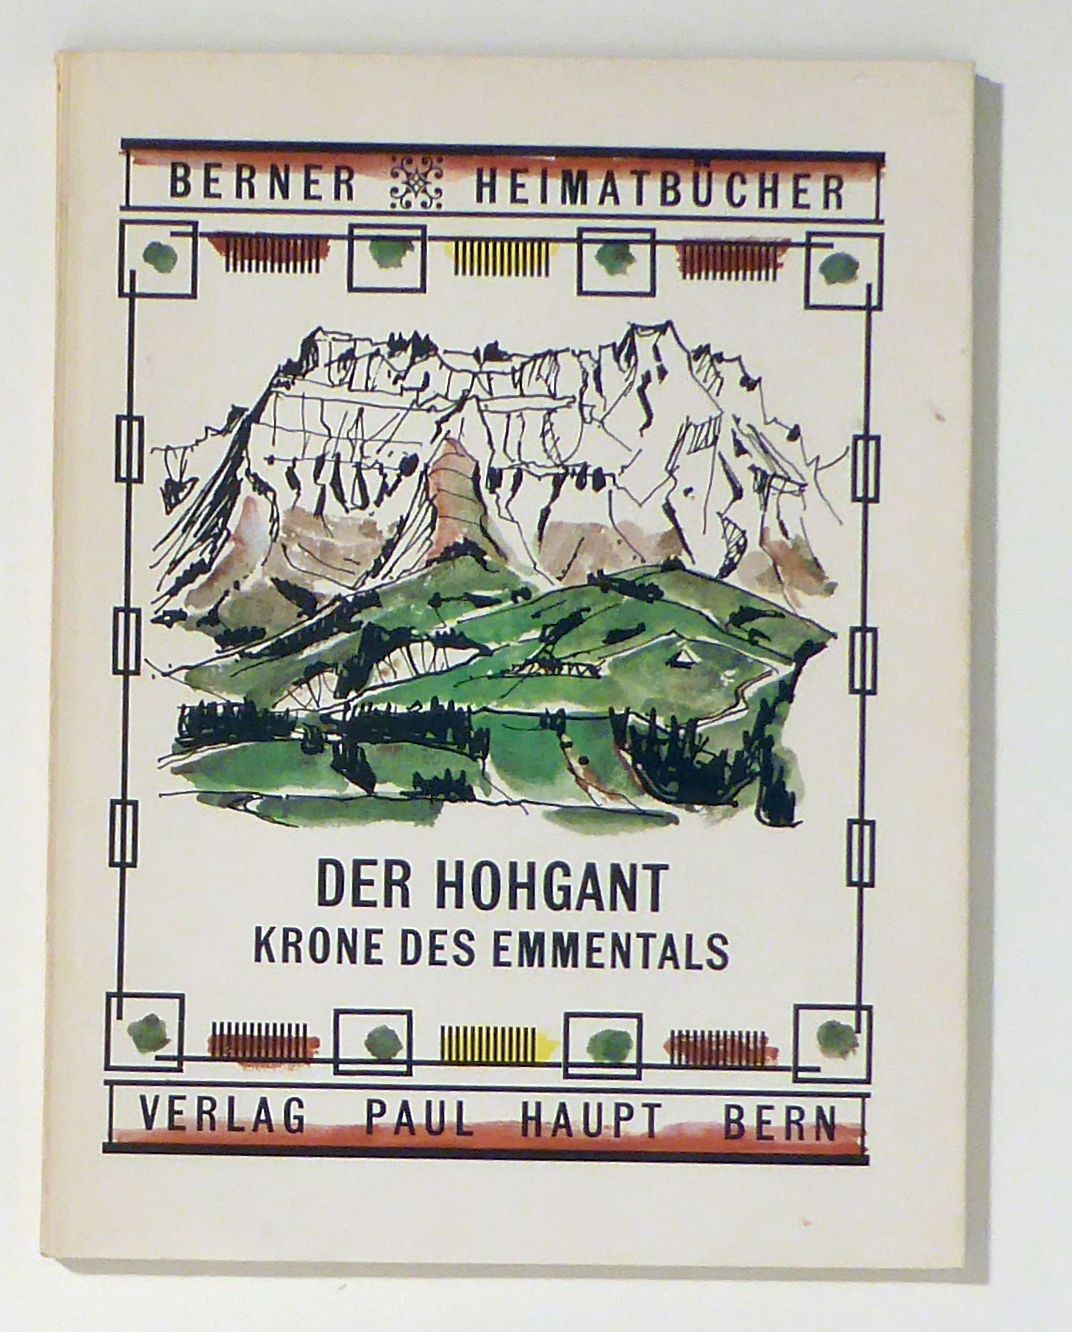 BERNER HEIMATBÜCHER
DER HOHGANT
KRONE DES EMMENTALS
VERLAG PAUL HAUPT BERN